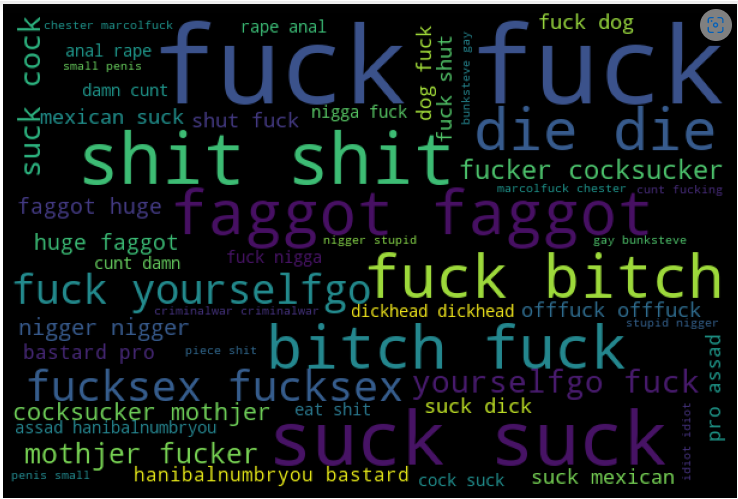 chester marcolfuck
suck cock
fuck fuck
rape anal
fuck dog
anal rape
small penis
dog fuck
fuck shut
bunksteve gay
damn cunt
mexican suck
shut fuck
nigga fuck
die die
shit shit
fucker cocksucker
marcolfuck chester
cunt fucking
faggot huge
faggot faggot
huge faggot
nigger stupid
gay bunksteve
cunt damn
fuck nigga
fuck bitch
fuck yourselfgo
criminalwar criminalwar
dickhead dickhead
offfuck offfuck
nigger nigger
stupid nigger
bastard pro
piece shit
bitch fuck
pro assad
fucksex fucksex
yourselfgo fuck
cocksucker mothjer
eat shit
suck dick
assad hanibalnumbryou
suck suck
idiot idiot
mothjer fucker
penis small
hanibalnumbryou bastard
cock suck
suck mexican